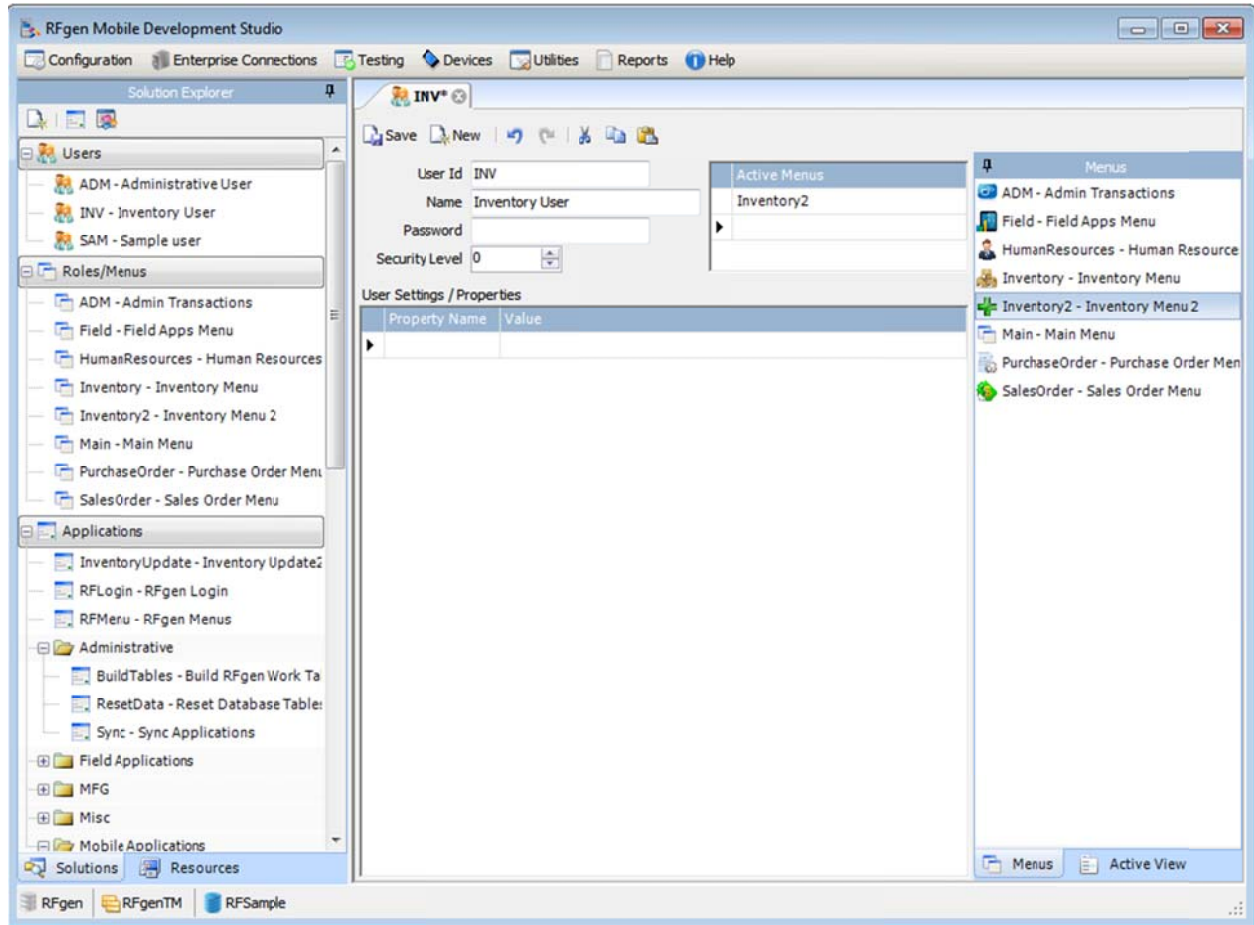 RFgen Mobile Development Studio
Configuration Enterprise Connections Testing Devices Utilities Reports Help
Solution Explorer
Users
ADM - Administrative User
INV - Inventory User
SAM - Sample user
Roles/Menus
ADM - Admin Transactions
Field - Field Apps Menu
HumanResources - Human Resources
Inventory - Inventory Menu
Inventory2 - Inventory Menu 2
Main - Main Menu
PurchaseOrder - Purchase Order Menu
SalesOrder - Sales Order Menu
Applications
InventoryUpdate - Inventory Update2
RFLogin - RFgen Login
RFMenu - RFgen Menus
Administrative
BuildTables - Build RFgen Work Ta
ResetData - Reset Database Tables
Sync - Sync Applications
Field Applications
MFG
Misc
Mobile Applications
Solutions Resources
INV*
Save New
User Id INV
Name Inventory User
Password
Security Level 0
Active Menus
Inventory2
User Settings / Properties
Property Name Value
Menus
ADM - Admin Transactions
Field - Field Apps Menu
HumanResources - Human Resource
Inventory - Inventory Menu
Inventory2 - Inventory Menu 2
Main - Main Menu
PurchaseOrder - Purchase Order Men
SalesOrder - Sales Order Menu
Menus Active View
RFgen RFgenTM RFSample